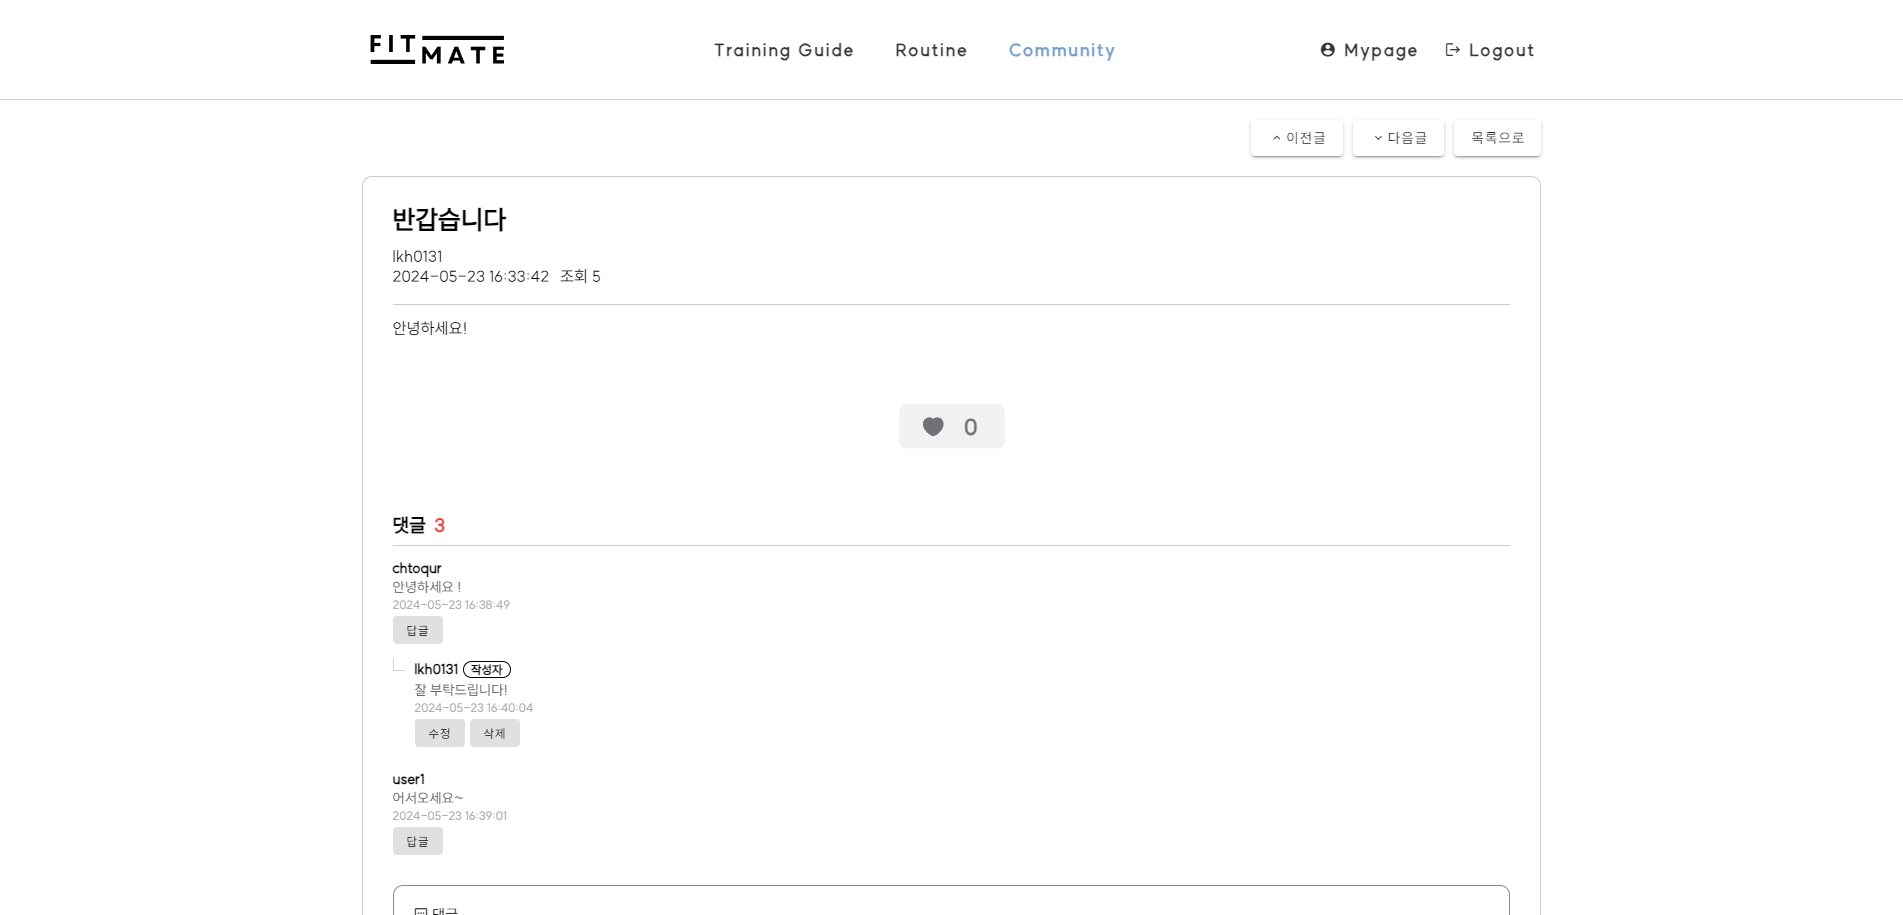 FIT MATE
Training Guide Routine Community
Mypage Logout
이전글 다음글 목록으로
반갑습니다
lkh0131
2024-05-23 16:33:42 조회 5
안녕하세요!
0
댓글 3
chtoqur
안녕하세요 !
2024-05-23 16:38:49
답글
lkh0131 작성자
잘 부탁드립니다!
2024-05-23 16:40:04
수정 삭제
user1
어서오세요~
2024-05-23 16:39:01
답글
댓글